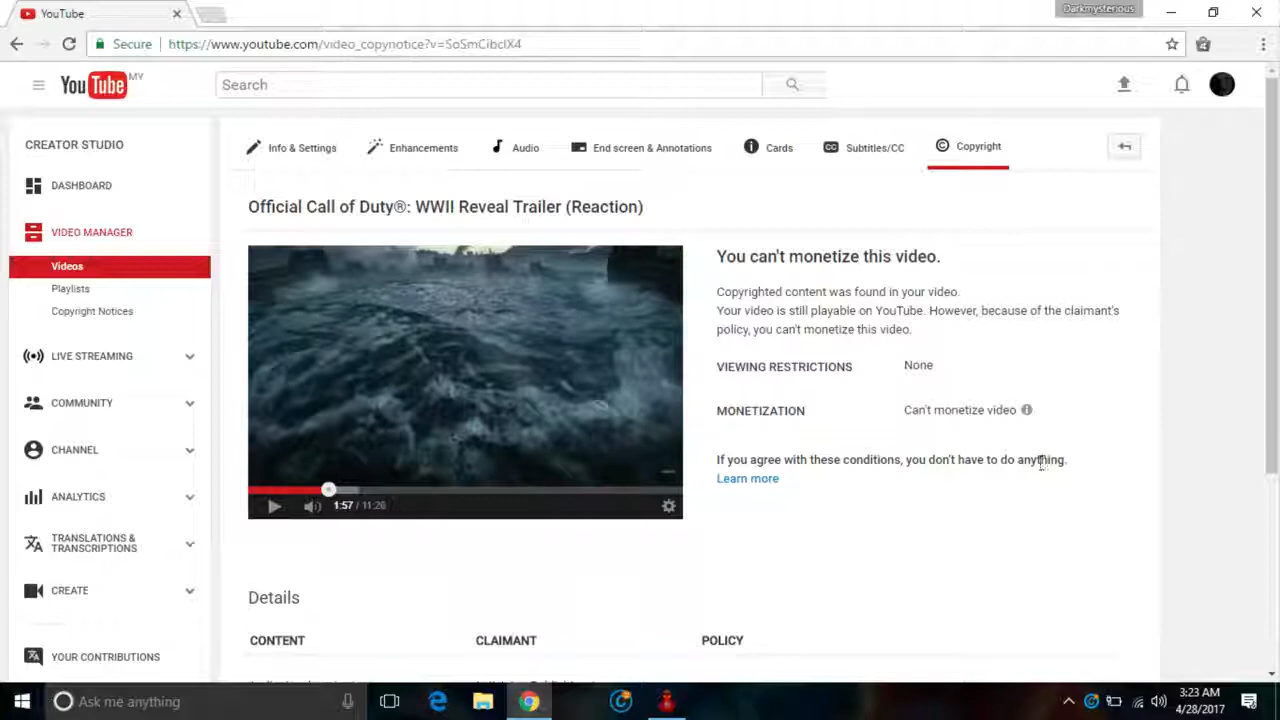 YouTube
Darkmysterious
Secure https://www.youtube.com/video_copynotice?v=SoSmCibclX4
YouTube MY
Search
CREATOR STUDIO
Info & Settings Enhancements Audio End screen & Annotations Cards CC Subtitles/CC Copyright
DASHBOARD
Official Call of Duty®: WWII Reveal Trailer (Reaction)
VIDEO MANAGER
Videos
Playlists
Copyright Notices
You can't monetize this video.
Copyrighted content was found in your video.
Your video is still playable on YouTube. However, because of the claimant's
policy, you can't monetize this video.
VIEWING RESTRICTIONS None
MONETIZATION Can't monetize video
If you agree with these conditions, you don't have to do anything.
Learn more
LIVE STREAMING
COMMUNITY
CHANNEL
ANALYTICS
TRANSLATIONS &
TRANSCRIPTIONS
CREATE
YOUR CONTRIBUTIONS
1:57 / 11:20
Details
CONTENT CLAIMANT POLICY
Ask me anything
3:23 AM
4/28/2017